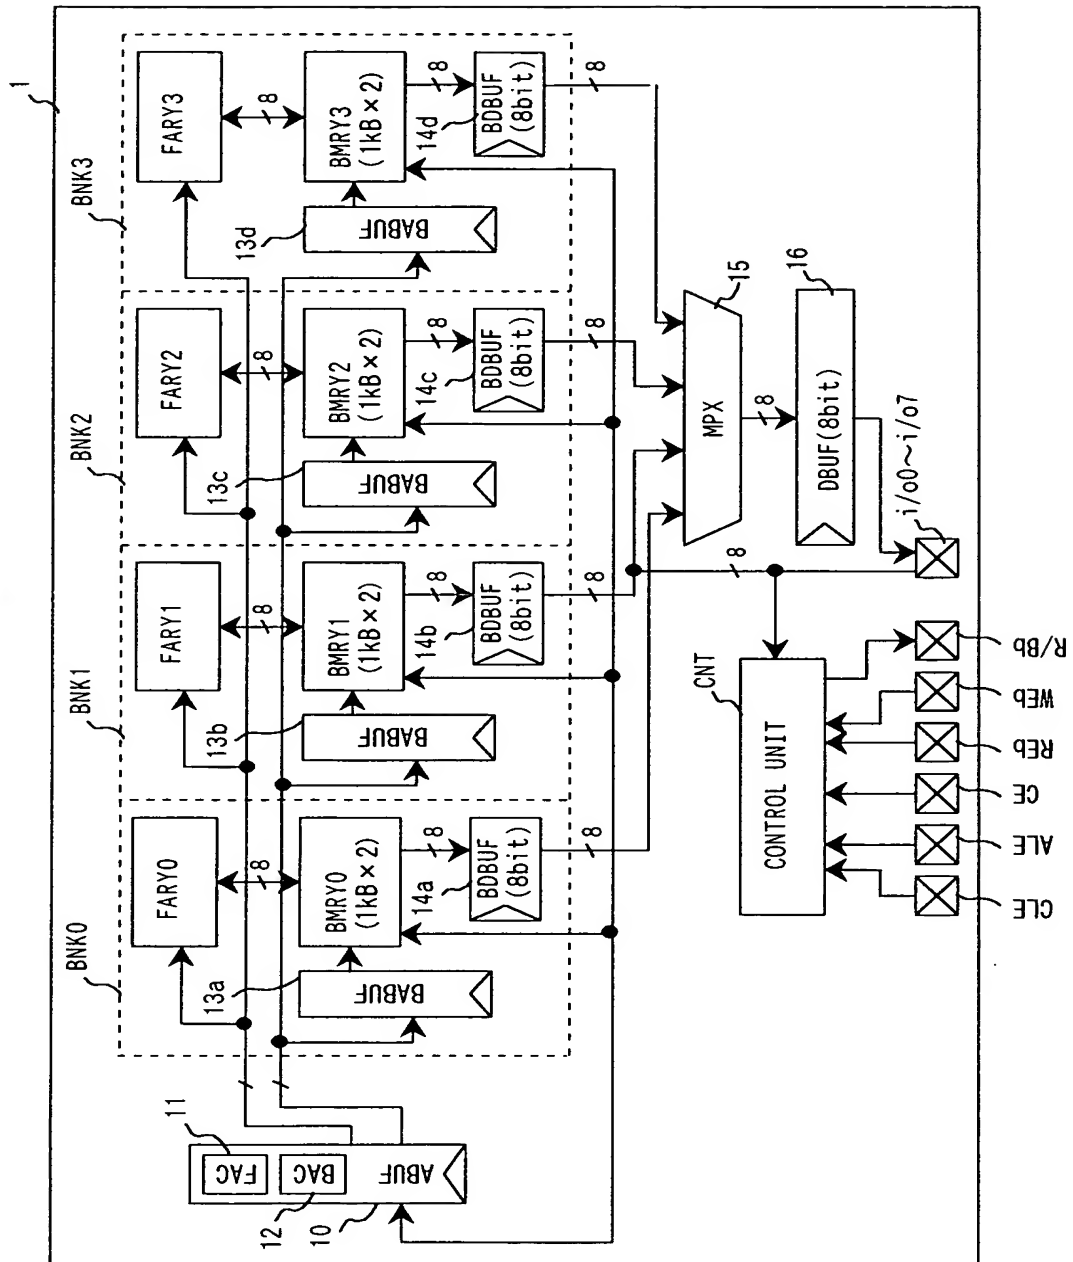 1
BNK3
FARY3
8
BMRY3
(1kB×2)
8
14d
BDBUF
(8bit)
8
13d
BABUF
BNK2
FARY2
8
BMRY2
(1kB×2)
8
14c
BDBUF
(8bit)
8
13c
BABUF
BNK1
FARY1
8
BMRY1
(1kB×2)
8
14b
BDBUF
(8bit)
8
13b
BABUF
BNK0
FARY0
8
BMRY0
(1kB×2)
8
14a
BDBUF
(8bit)
8
13a
BABUF
11
FAC
BAC
ABUF
12
10
15
MPX
8
16
DBUF(8bit)
8
i/o0~i/o7
CNT
CONTROL UNIT
R/Bb
WEb
REb
CE
ALE
CLE